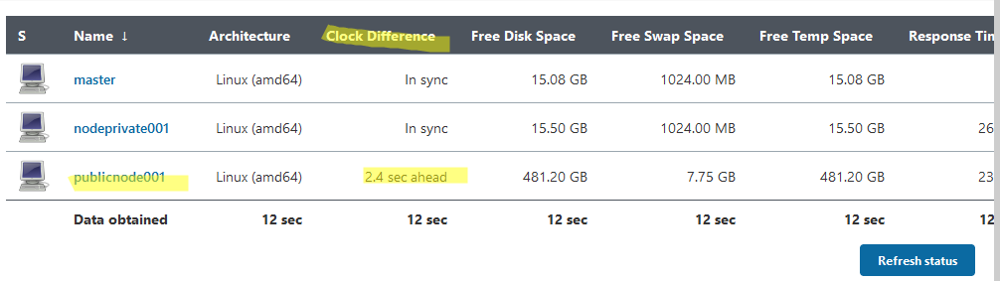 S Name ↓ Architecture Clock Difference Free Disk Space Free Swap Space Free Temp Space Response Tim
master Linux (amd64) In sync 15.08 GB 1024.00 MB 15.08 GB
nodeprivate001 Linux (amd64) In sync 15.50 GB 1024.00 MB 15.50 GB 26
publicnode001 Linux (amd64) 2.4 sec ahead 481.20 GB 7.75 GB 481.20 GB 23
Data obtained 12 sec 12 sec 12 sec 12 sec 12 sec
Refresh status